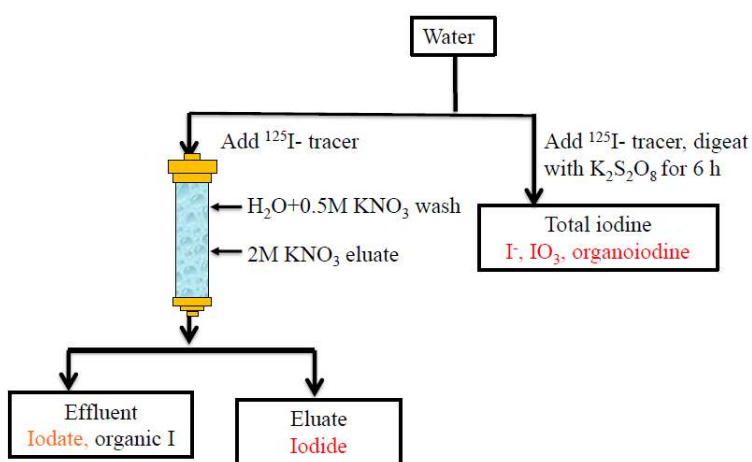 Water
Add ¹²⁵I- tracer
Add ¹²⁵I- tracer, digeat
with K₂S₂O₈ for 6 h
H₂O+0.5M KNO₃ wash
2M KNO₃ eluate
Total iodine
I⁻, IO₃, organoiodine
Effluent
Iodate, organic I
Eluate
Iodide